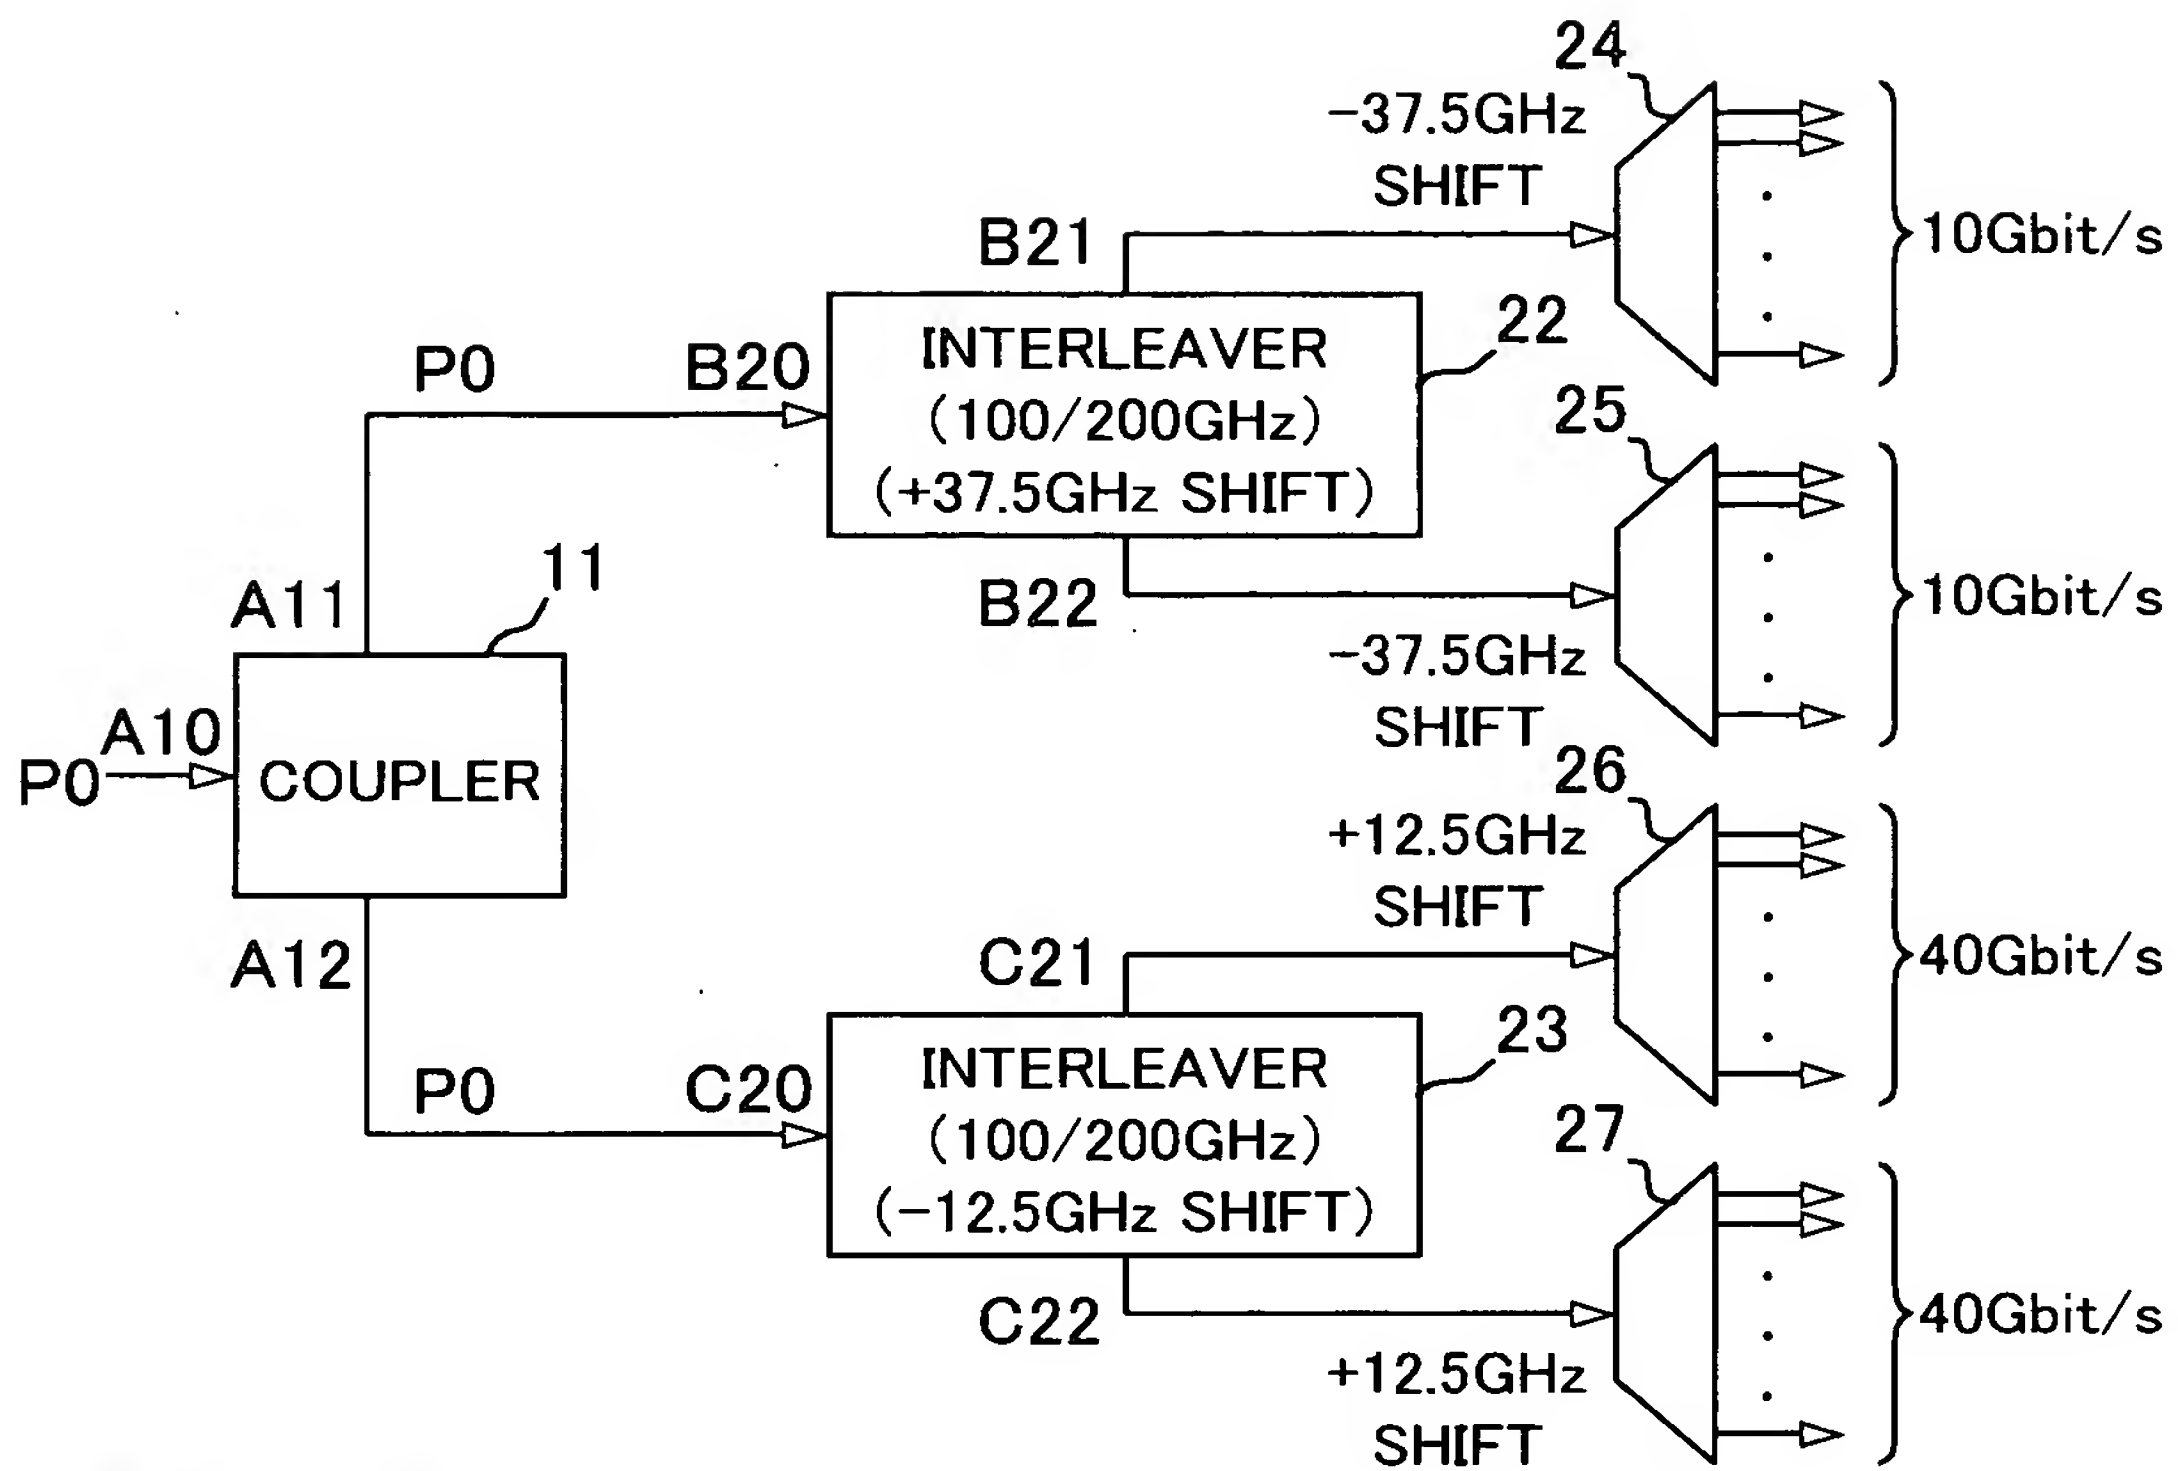 24
-37.5GHz
SHIFT
10Gbit/s
B21
INTERLEAVER
(100/200GHz)
(+37.5GHz SHIFT)
22
P0
B20
25
10Gbit/s
B22
-37.5GHz
SHIFT
A11
11
A10
P0
COUPLER
A12
26
+12.5GHz
SHIFT
40Gbit/s
C21
INTERLEAVER
(100/200GHz)
(-12.5GHz SHIFT)
23
P0
C20
27
40Gbit/s
C22
+12.5GHz
SHIFT